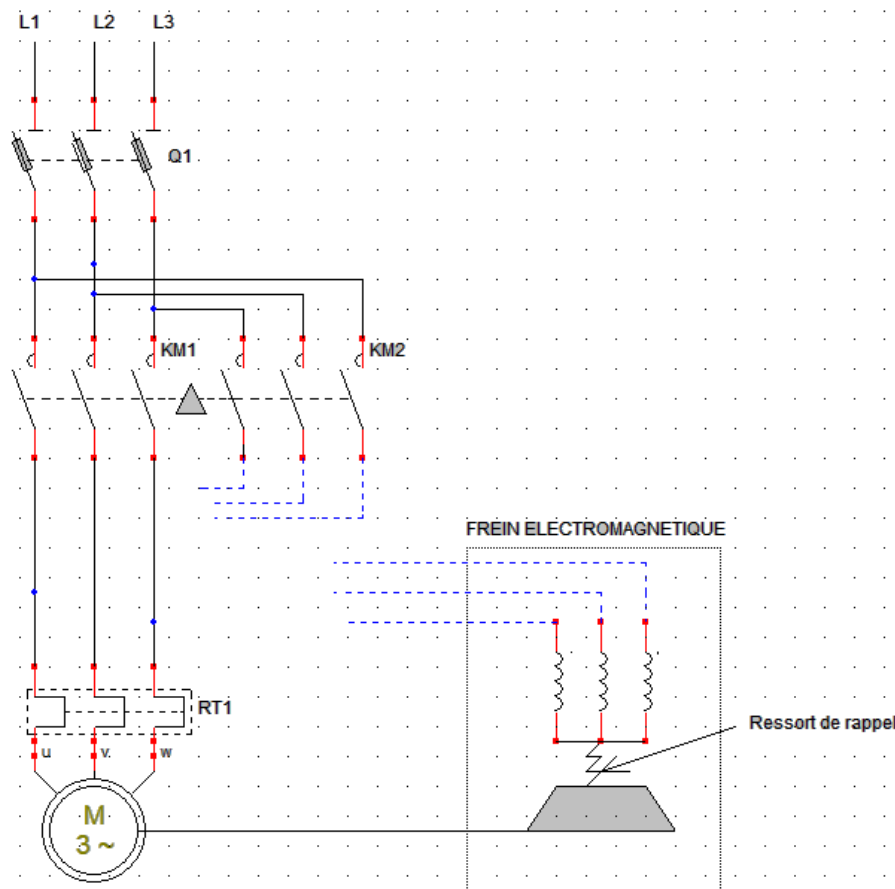 L1 L2 L3
Q1
KM1 KM2
FREIN ELECTROMAGNETIQUE
RT1
u v. w
Ressort de rappel
M
3 ~